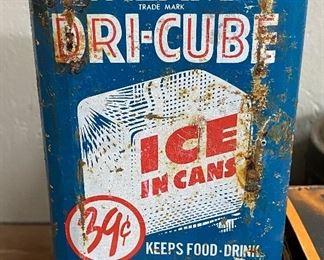 TRADE MARK
DRI-CUBE
ICE
IN CANS
39¢
KEEPS FOOD·DRINK